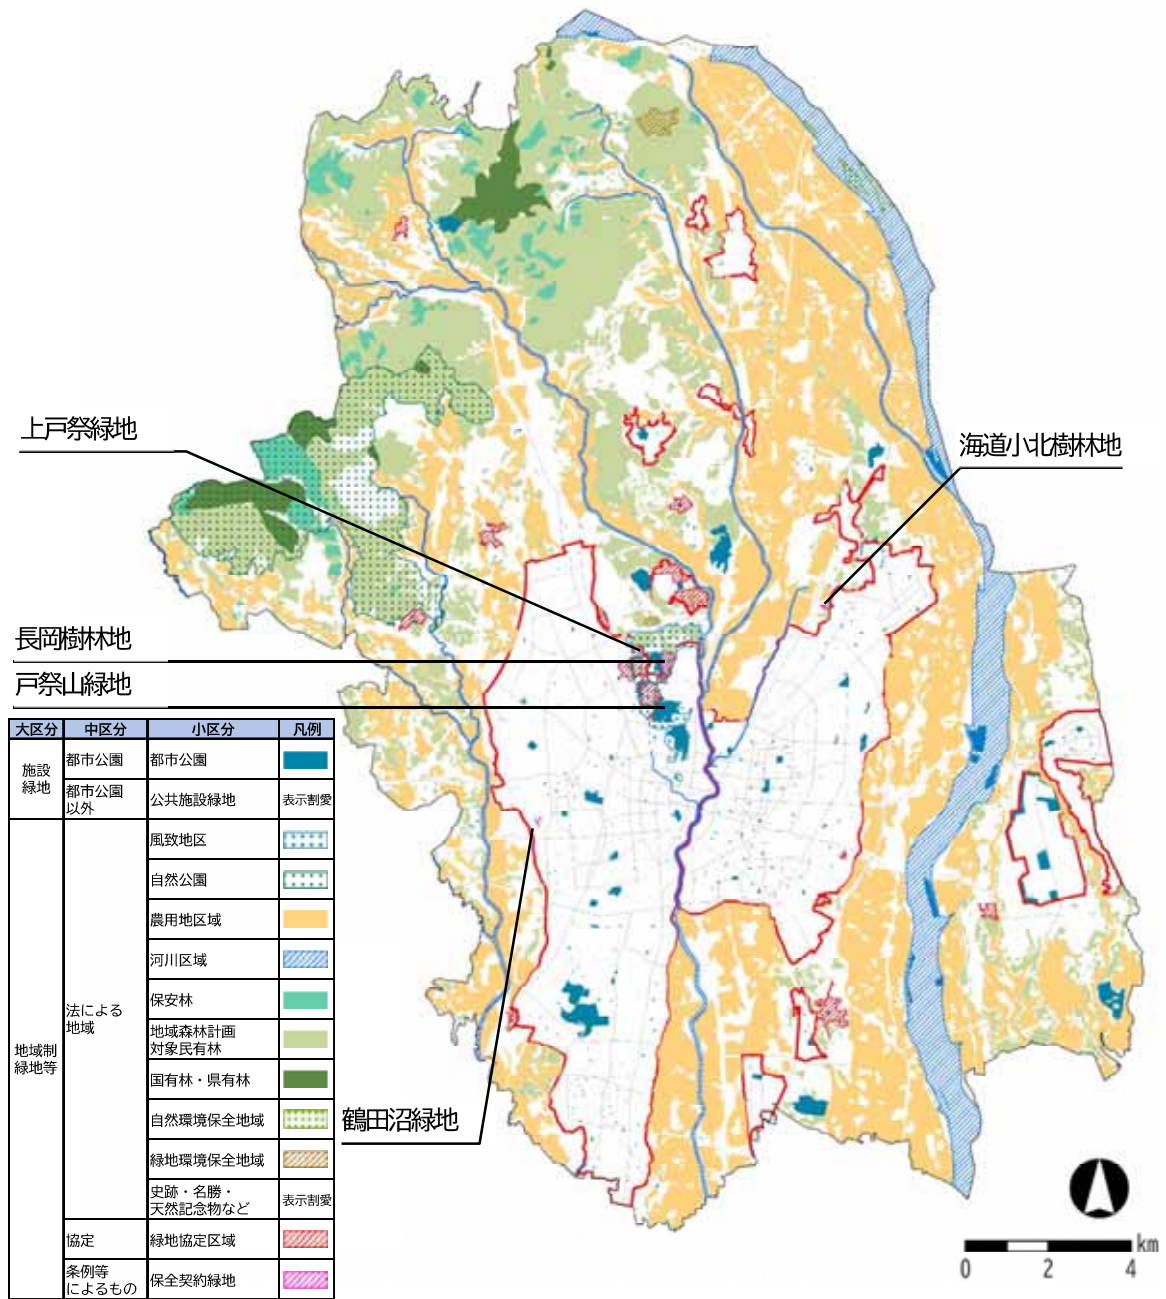 上戸祭緑地
海道小北樹林地
長岡樹林地
戸祭山緑地
大区分 中区分 小区分 凡例
施設
緑地
都市公園 都市公園
都市公園
以外
公共施設緑地 表示割愛
地域制
緑地等
法による
地域
風致地区
自然公園
農用地区域
河川区域
保安林
地域森林計画
対象民有林
国有林・県有林
自然環境保全地域
緑地環境保全地域
史跡・名勝・
天然記念物など
表示割愛
協定 緑地協定区域
条例等
によるもの
保全契約緑地
鶴田沼緑地
km
0 2 4